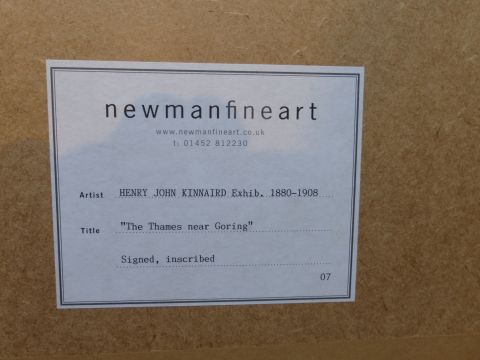 newmanfineart
www.newmanfineart.co.uk
t: 01452 812230
Artist HENRY JOHN KINNAIRD Exhib. 1880-1908
Title "The Thames near Goring"
Signed, inscribed
07